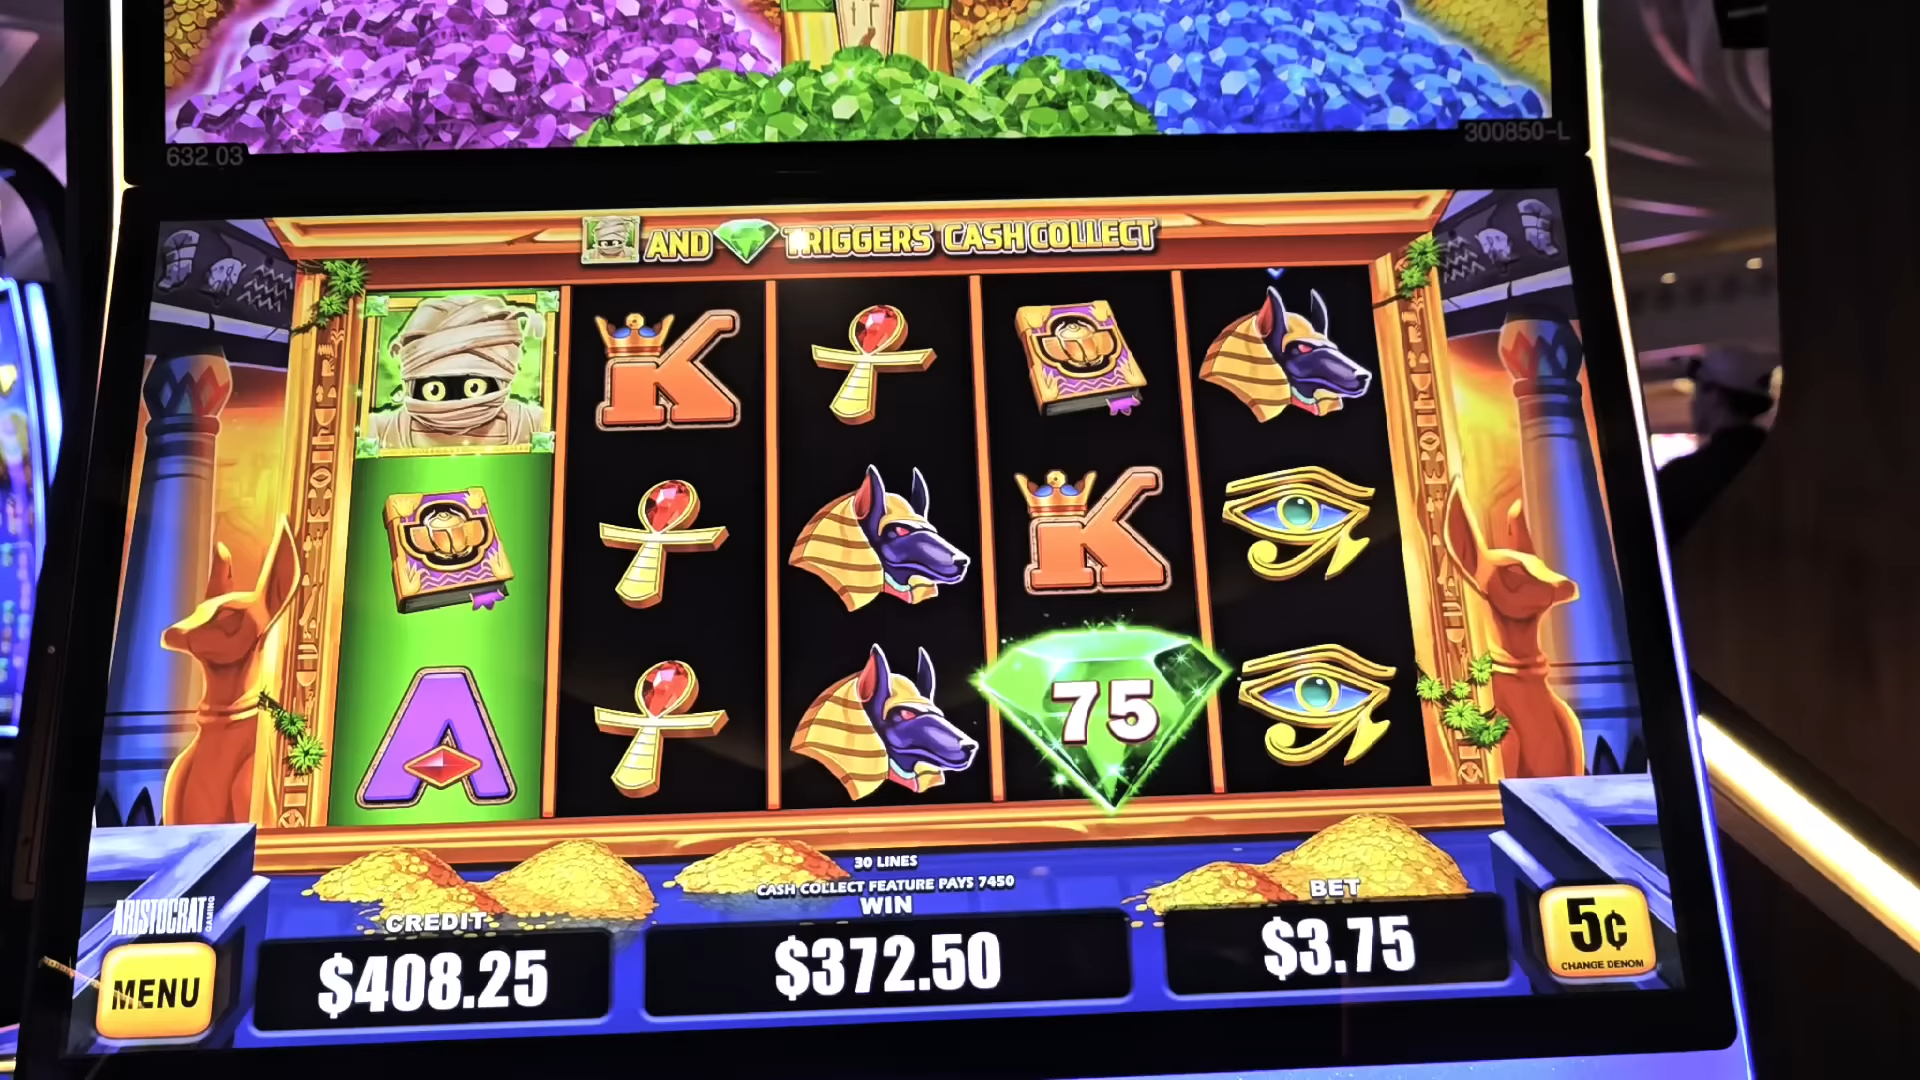 632 03
300850-L
AND TRIGGERS CASH COLLECT
K
K
75
A
30 LINES
CASH COLLECT FEATURE PAYS 7450
ARISTOCRAT GAMING
MENU
CREDIT
$408.25
WIN
$372.50
BET
$3.75
5¢
CHANGE DENOM